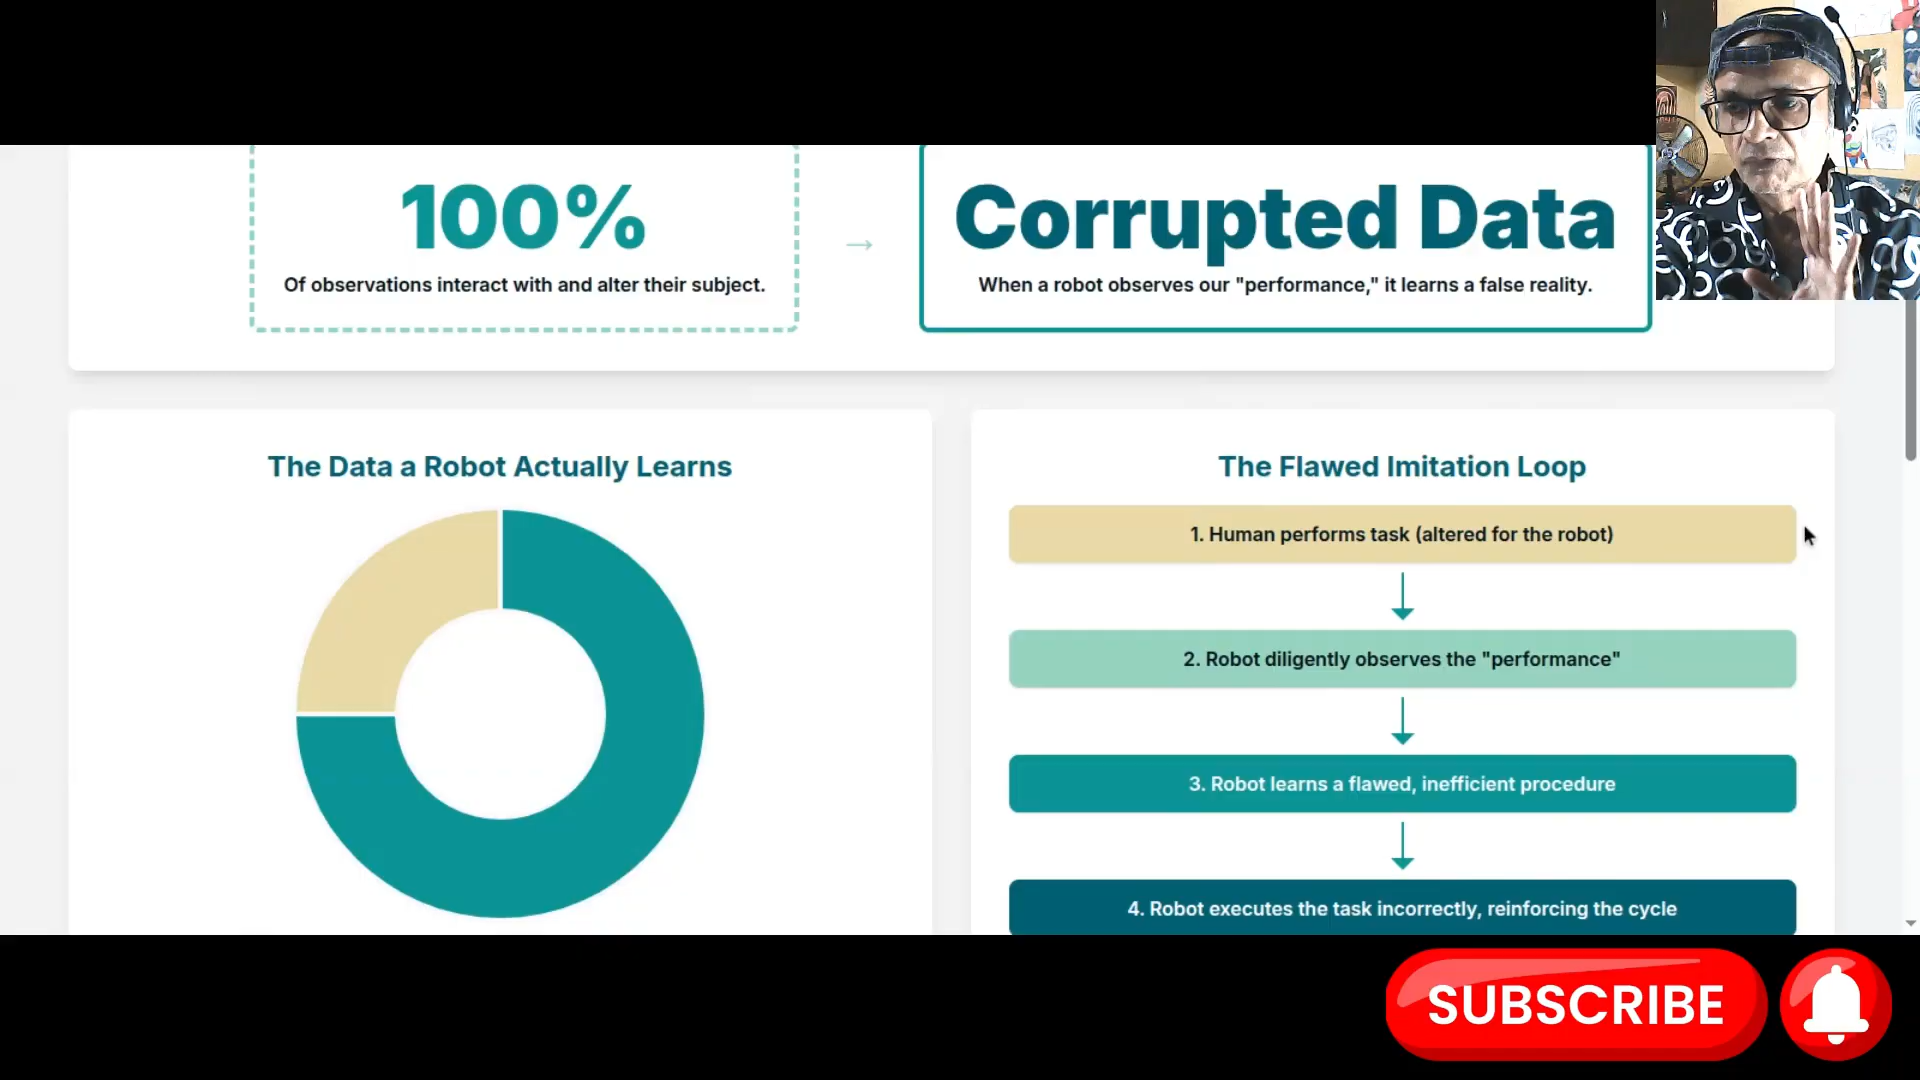 100%
Of observations interact with and alter their subject.
→
Corrupted Data
When a robot observes our "performance," it learns a false reality.
The Data a Robot Actually Learns
The Flawed Imitation Loop
1. Human performs task (altered for the robot)
2. Robot diligently observes the "performance"
3. Robot learns a flawed, inefficient procedure
4. Robot executes the task incorrectly, reinforcing the cycle
SUBSCRIBE